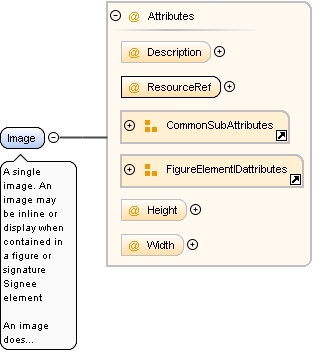 @ Attributes
@ Description
@ ResourceRef
CommonSubAttributes
FigureElementIDattributes
@ Height
@ Width
Image
A single
image. An
image may
be inline or
display when
contained in
a figure or
signature
Signee
element
An image
does...